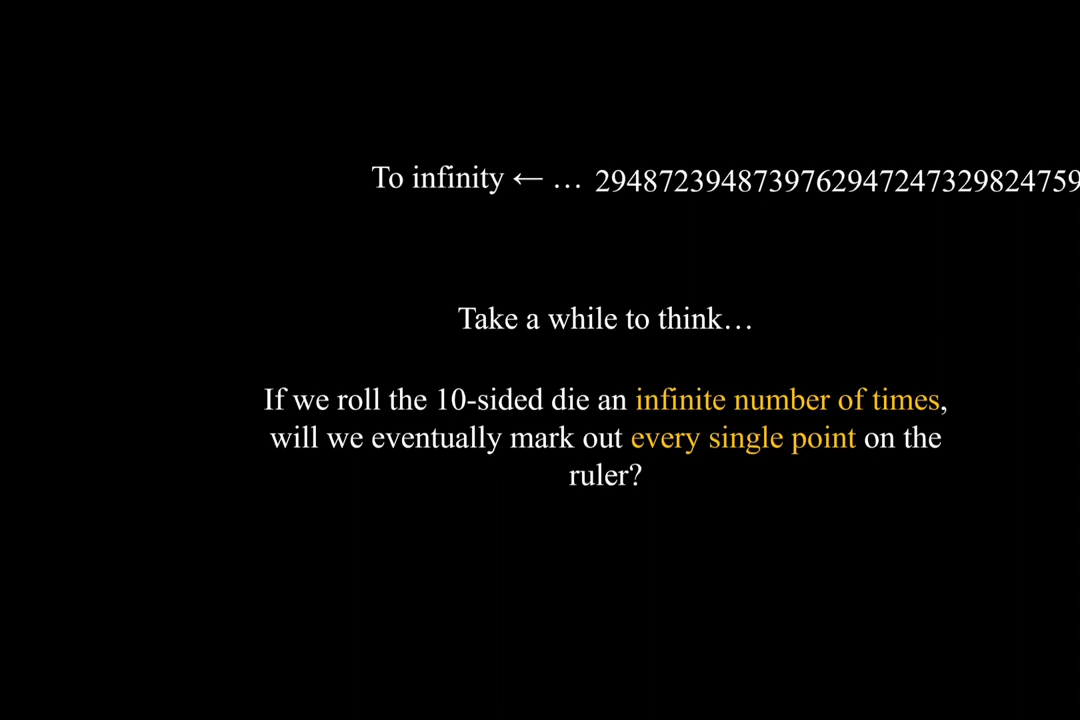 To infinity ← … 2948723948739762947247329824759
Take a while to think…
If we roll the 10-sided die an infinite number of times,
will we eventually mark out every single point on the
ruler?